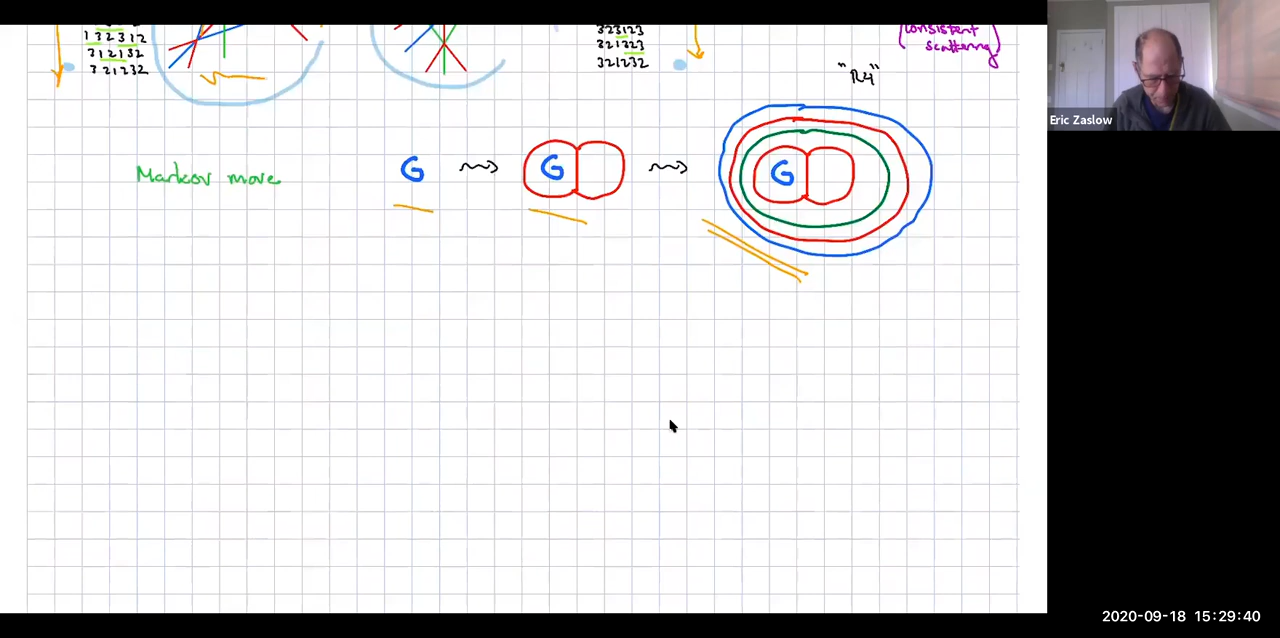 132312
312132
321232
323123
321323
321232
(consistent
scattering)
"R4"
Markov move
G
G
G
Eric Zaslow
2020-09-18 15:29:40